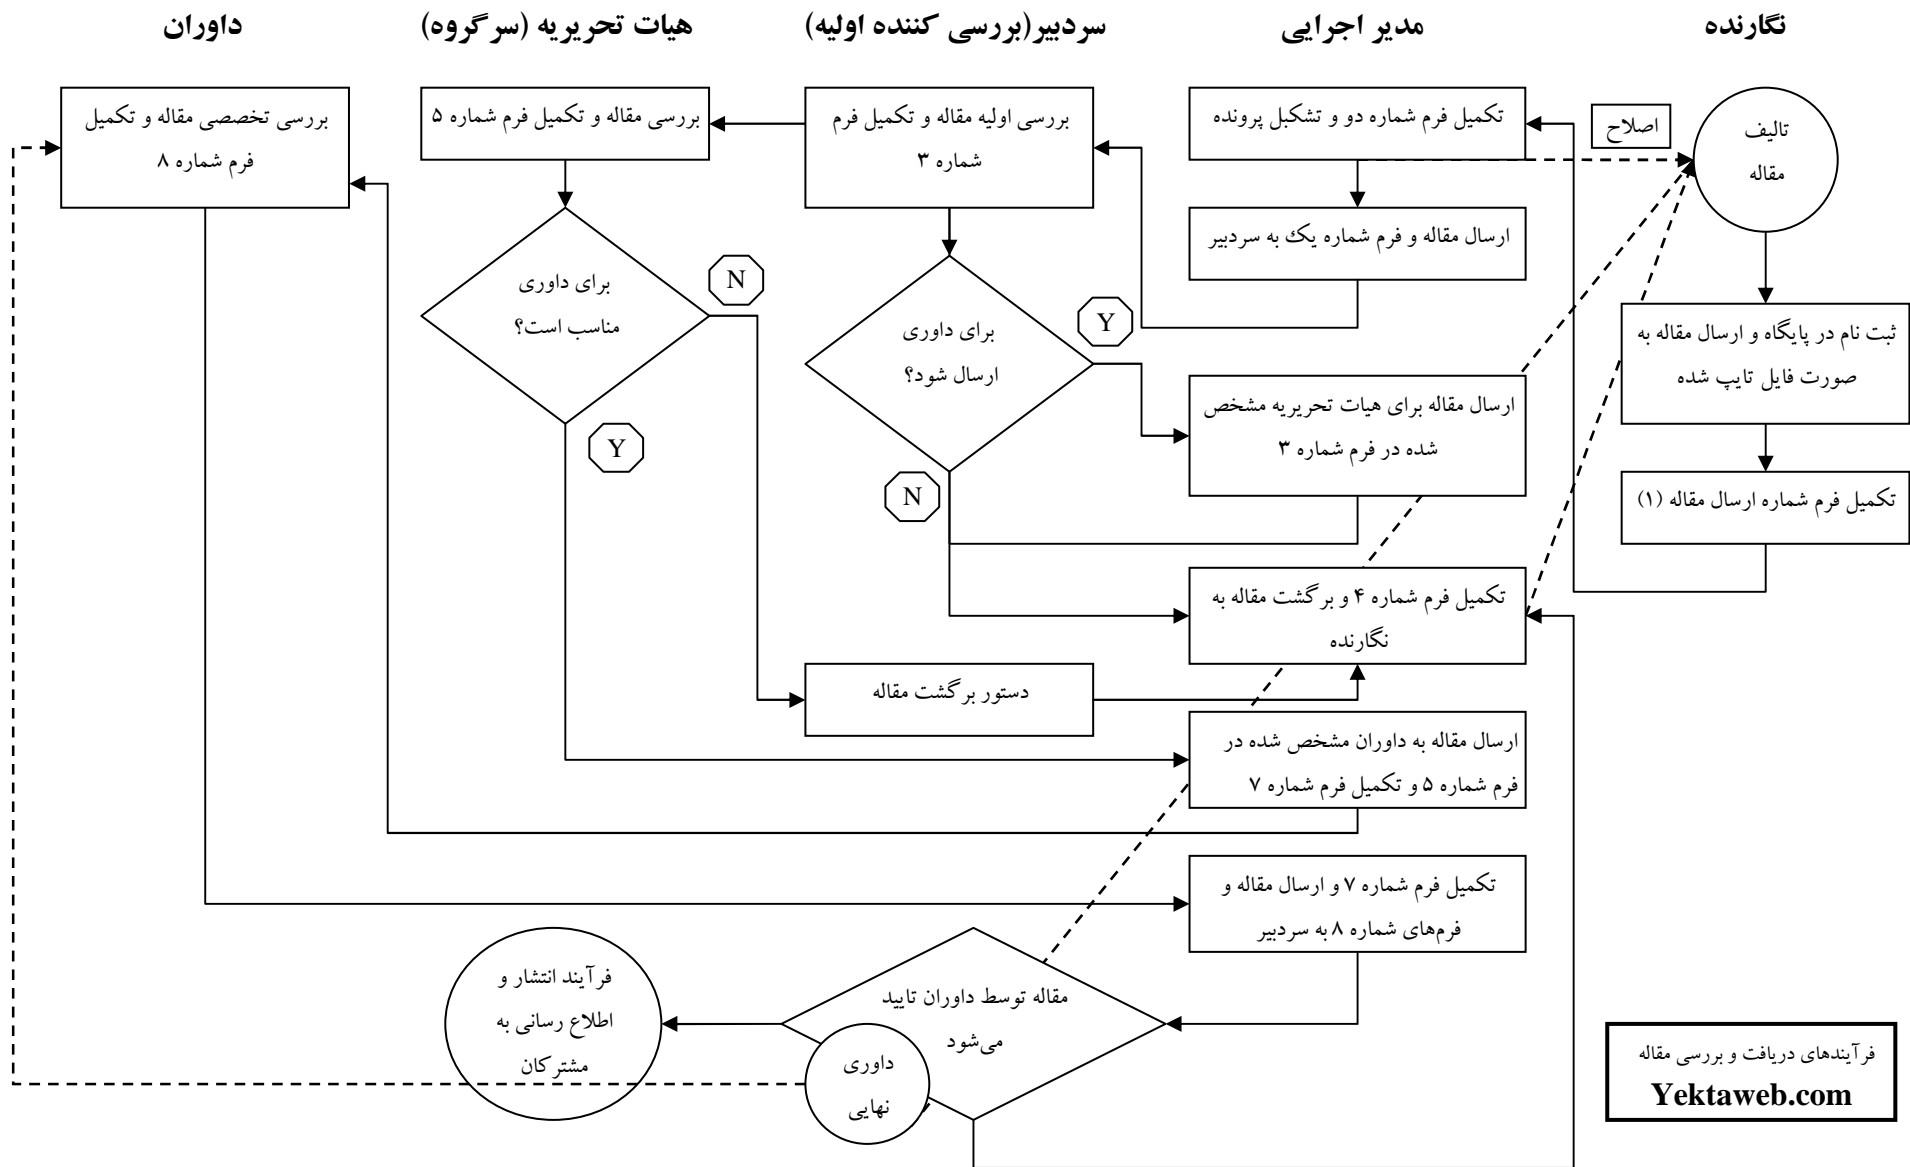 نگارنده
مدیر اجرایی
سردبیر(بررسی کننده اولیه)
هیات تحریریه (سرگروه)
داوران
تالیف
مقاله
اصلاح
ثبت نام در پایگاه و ارسال مقاله به
صورت فایل تایپ شده
تکمیل فرم شماره ارسال مقاله (۱)
تکمیل فرم شماره دو و تشکبل پرونده
ارسال مقاله و فرم شماره یک به سردبیر
ارسال مقاله برای هیات تحریریه مشخص
شده در فرم شماره ۳
تکمیل فرم شماره ۴ و برگشت مقاله به
نگارنده
ارسال مقاله به داوران مشخص شده در
فرم شماره ۵ و تکمیل فرم شماره ۷
تکمیل فرم شماره ۷ و ارسال مقاله و
فرم‌های شماره ۸ به سردبیر
بررسی اولیه مقاله و تکمیل فرم
شماره ۳
برای داوری
ارسال شود؟
Y
N
دستور برگشت مقاله
مقاله توسط داوران تایید
می‌شود
داوری
نهایی
بررسی مقاله و تکمیل فرم شماره ۵
برای داوری
مناسب است؟
N
Y
فرآیند انتشار و
اطلاع رسانی به
مشترکان
بررسی تخصصی مقاله و تکمیل
فرم شماره ۸
فرآیندهای دریافت و بررسی مقاله
Yektaweb.com